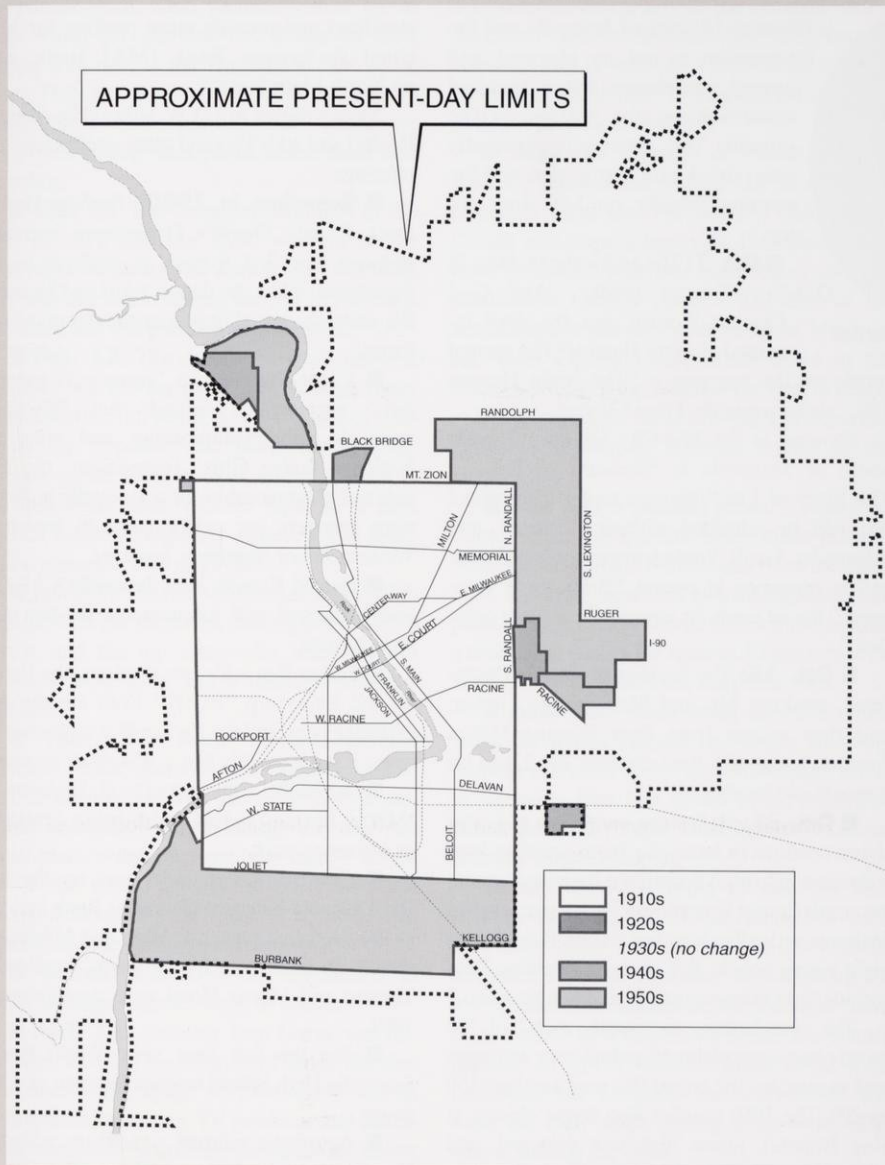 APPROXIMATE PRESENT-DAY LIMITS
RANDOLPH
BLACK BRIDGE
MT. ZION
MILTON
N. RANDALL
S. LEXINGTON
MEMORIAL
E. MILWAUKEE
CENTERWAY
RUGER
E. COURT
I-90
S. RANDALL
W. MILWAUKEE
W. COURT
S. MAIN
RACINE
RACINE
FRANKLIN
JACKSON
W. RACINE
ROCKPORT
AFTON
DELAVAN
W. STATE
BELOIT
JOLIET
KELLOGG
BURBANK
1910s
1920s
1930s (no change)
1940s
1950s